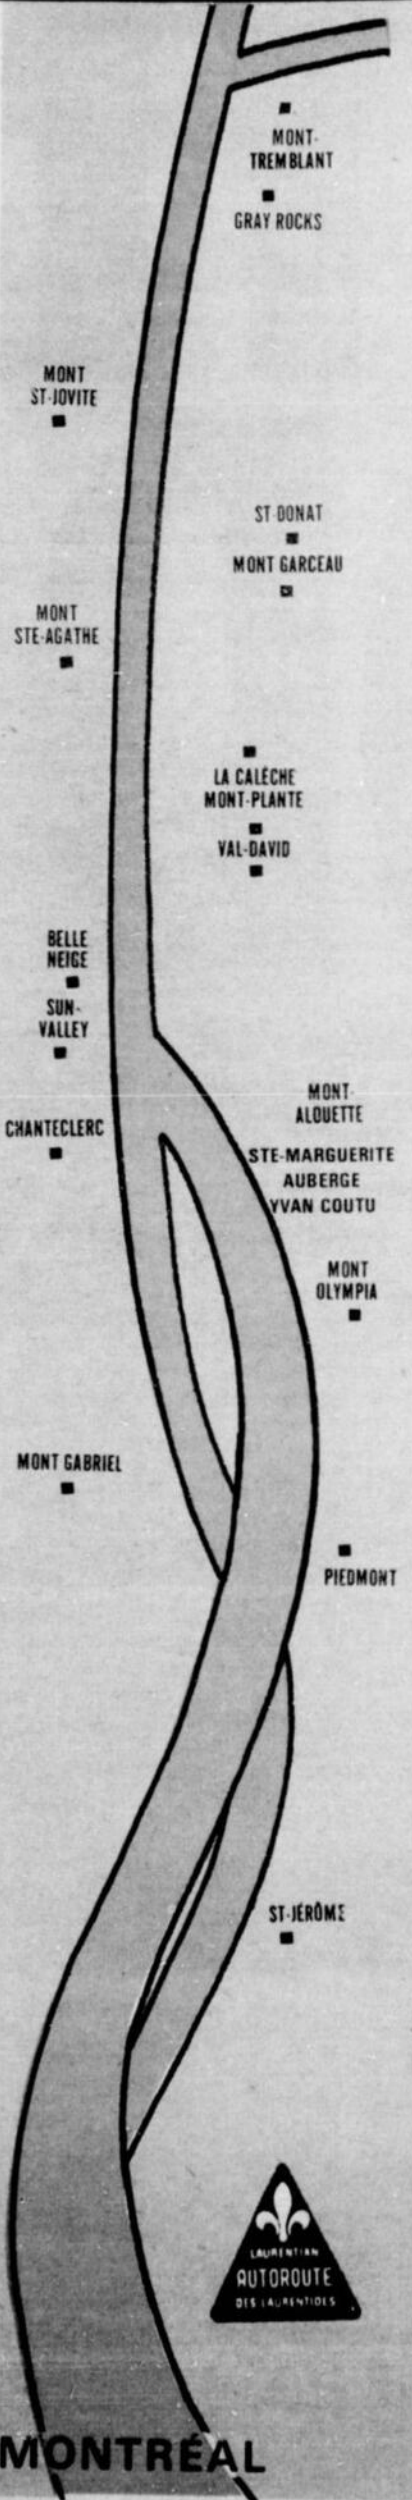 MONT-
TREMBLANT
GRAY ROCKS
MONT
ST-JOVITE
ST-DONAT
MONT GARCEAU
MONT
STE-AGATHE
LA CALÈCHE
MONT-PLANTE
VAL-DAVID
BELLE
NEIGE
SUN-
VALLEY
MONT-
ALOUETTE
CHANTECLERC
STE-MARGUERITE
AUBERGE
YVAN COUTU
MONT
OLYMPIA
MONT GABRIEL
PIEDMONT
ST-JÉRÔME
LAURENTIAN
AUTOROUTE
DES LAURENTIDES
MONTRÉAL